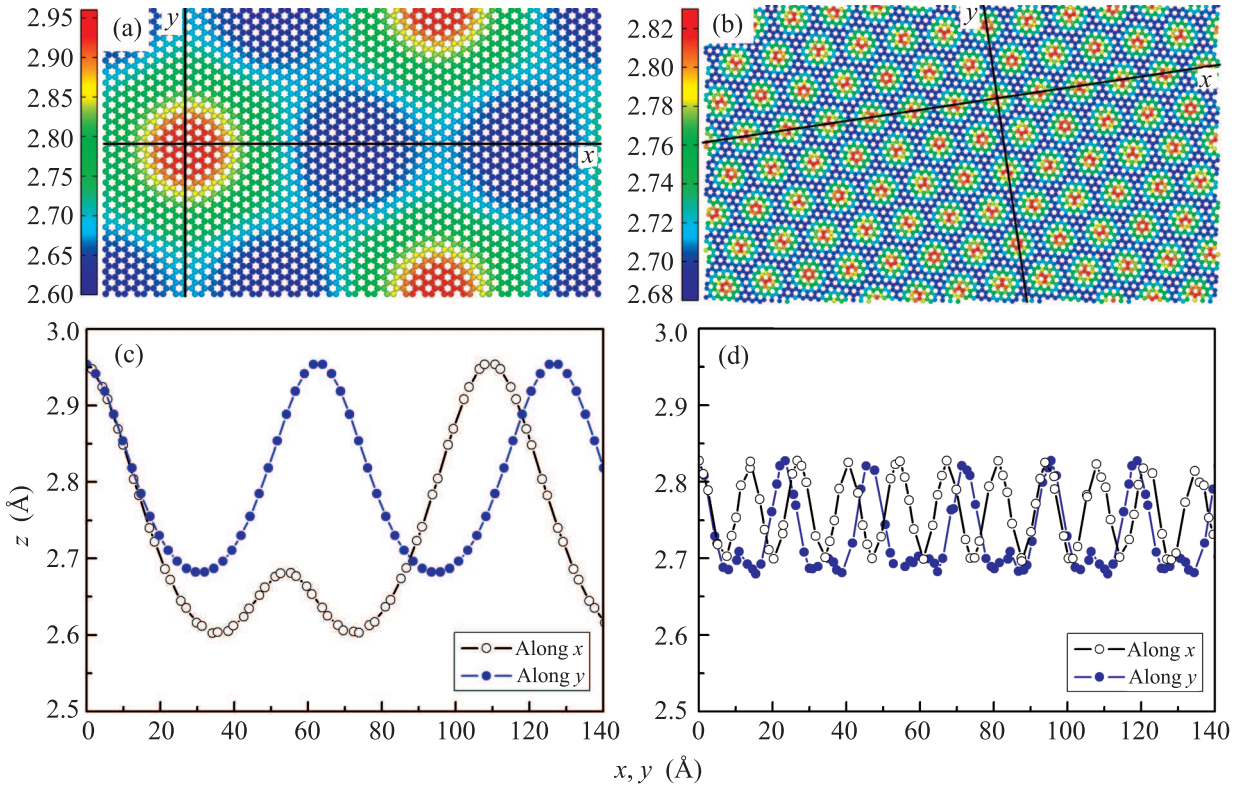 2.95
2.90
2.85
2.80
2.75
2.70
2.65
2.60
(a)
y
x
2.82
2.80
2.78
2.76
2.74
2.72
2.70
2.68
(b)
y
x
3.0
2.9
2.8
2.7
2.6
2.5
z (Å)
(c)
Along x
Along y
0 20 40 60 80 100 120 140
3.0
2.9
2.8
2.7
2.6
2.5
(d)
Along x
Along y
0 20 40 60 80 100 120 140
x, y (Å)